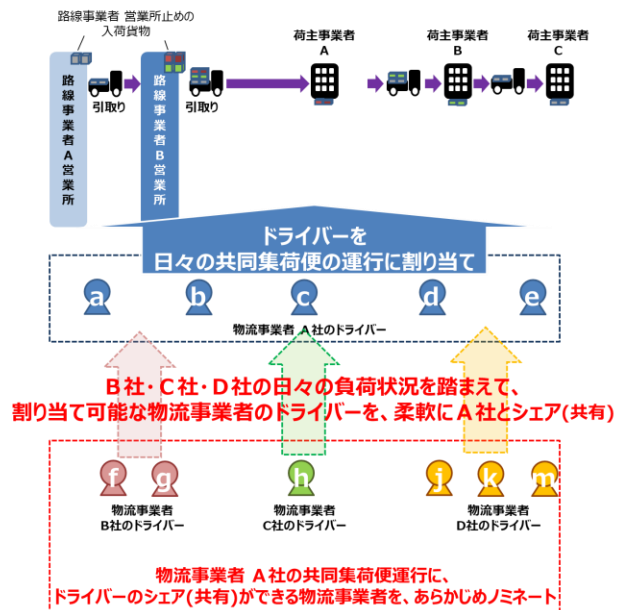 路線事業者 営業所止めの
入荷貨物
荷主事業者
A
荷主事業者
B
荷主事業者
C
路線事業者A営業所
引取り
路線事業者B営業所
引取り
ドライバーを
日々の共同集荷便の運行に割り当て
a
b
c
d
e
物流事業者 A社のドライバー
B社・C社・D社の日々の負荷状況を踏まえて、
割り当て可能な物流事業者のドライバーを、柔軟にA社とシェア(共有)
f
g
h
j
k
m
物流事業者
B社のドライバー
物流事業者
C社のドライバー
物流事業者
D社のドライバー
物流事業者 A社の共同集荷便運行に、
ドライバーのシェア(共有)ができる物流事業者を、あらかじめノミネート